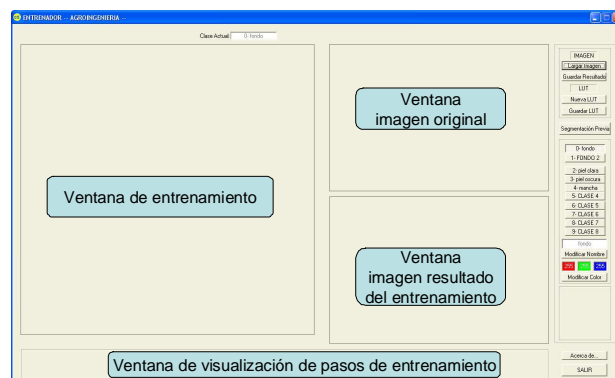 ENTRENADOR -- AGROINGENIERIA --
Clase Actual: 0- fondo
Ventana de entrenamiento
Ventana
imagen original
Ventana
imagen resultado
del entrenamiento
Ventana de visualización de pasos de entrenamiento
IMAGEN
Cargar Imagen
Guardar Resultado
LUT
Nueva LUT
Guardar LUT
Segmentación Previa
0- fondo
1- FONDO 2
2- piel clara
3- piel oscura
4- mancha
5- CLASE 4
6- CLASE 5
7- CLASE 6
8- CLASE 7
9- CLASE 8
fondo
Modificar Nombre
255 255 255
Modificar Color
Acerca de...
SALIR